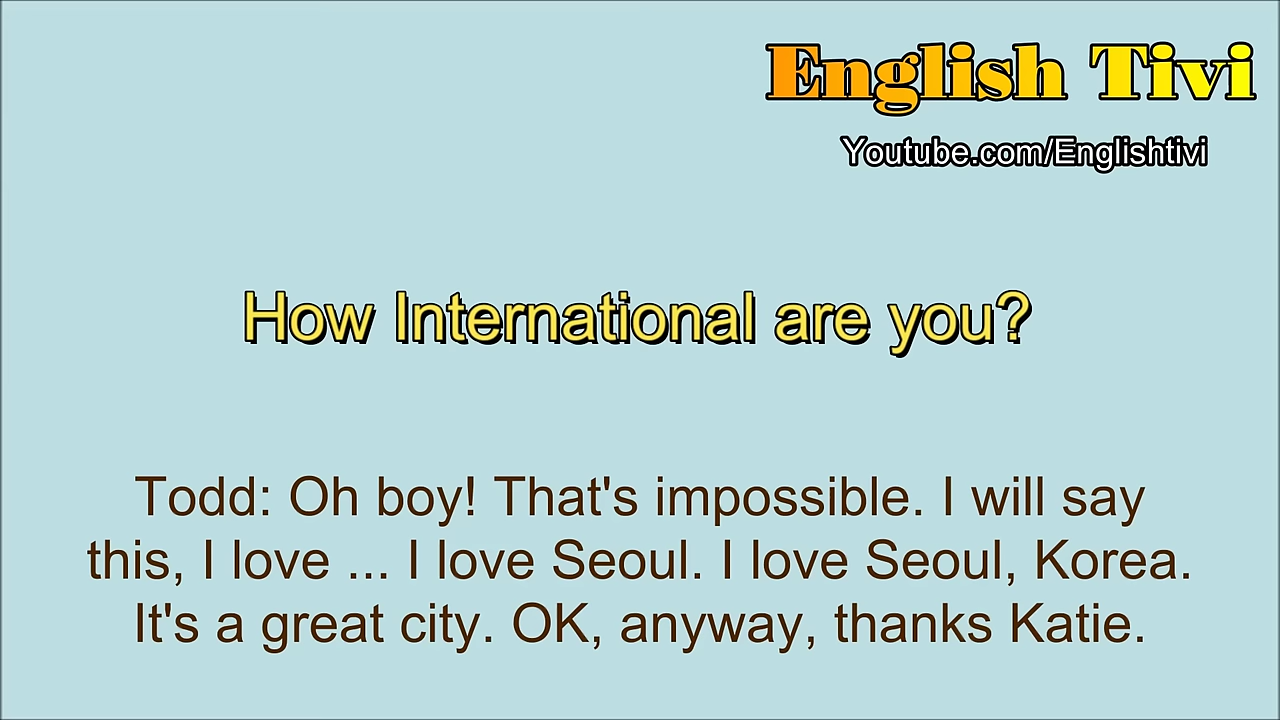 English Tivi
Youtube.com/Englishtivi
How International are you?
Todd: Oh boy! That's impossible. I will say
this, I love ... I love Seoul. I love Seoul, Korea.
It's a great city. OK, anyway, thanks Katie.